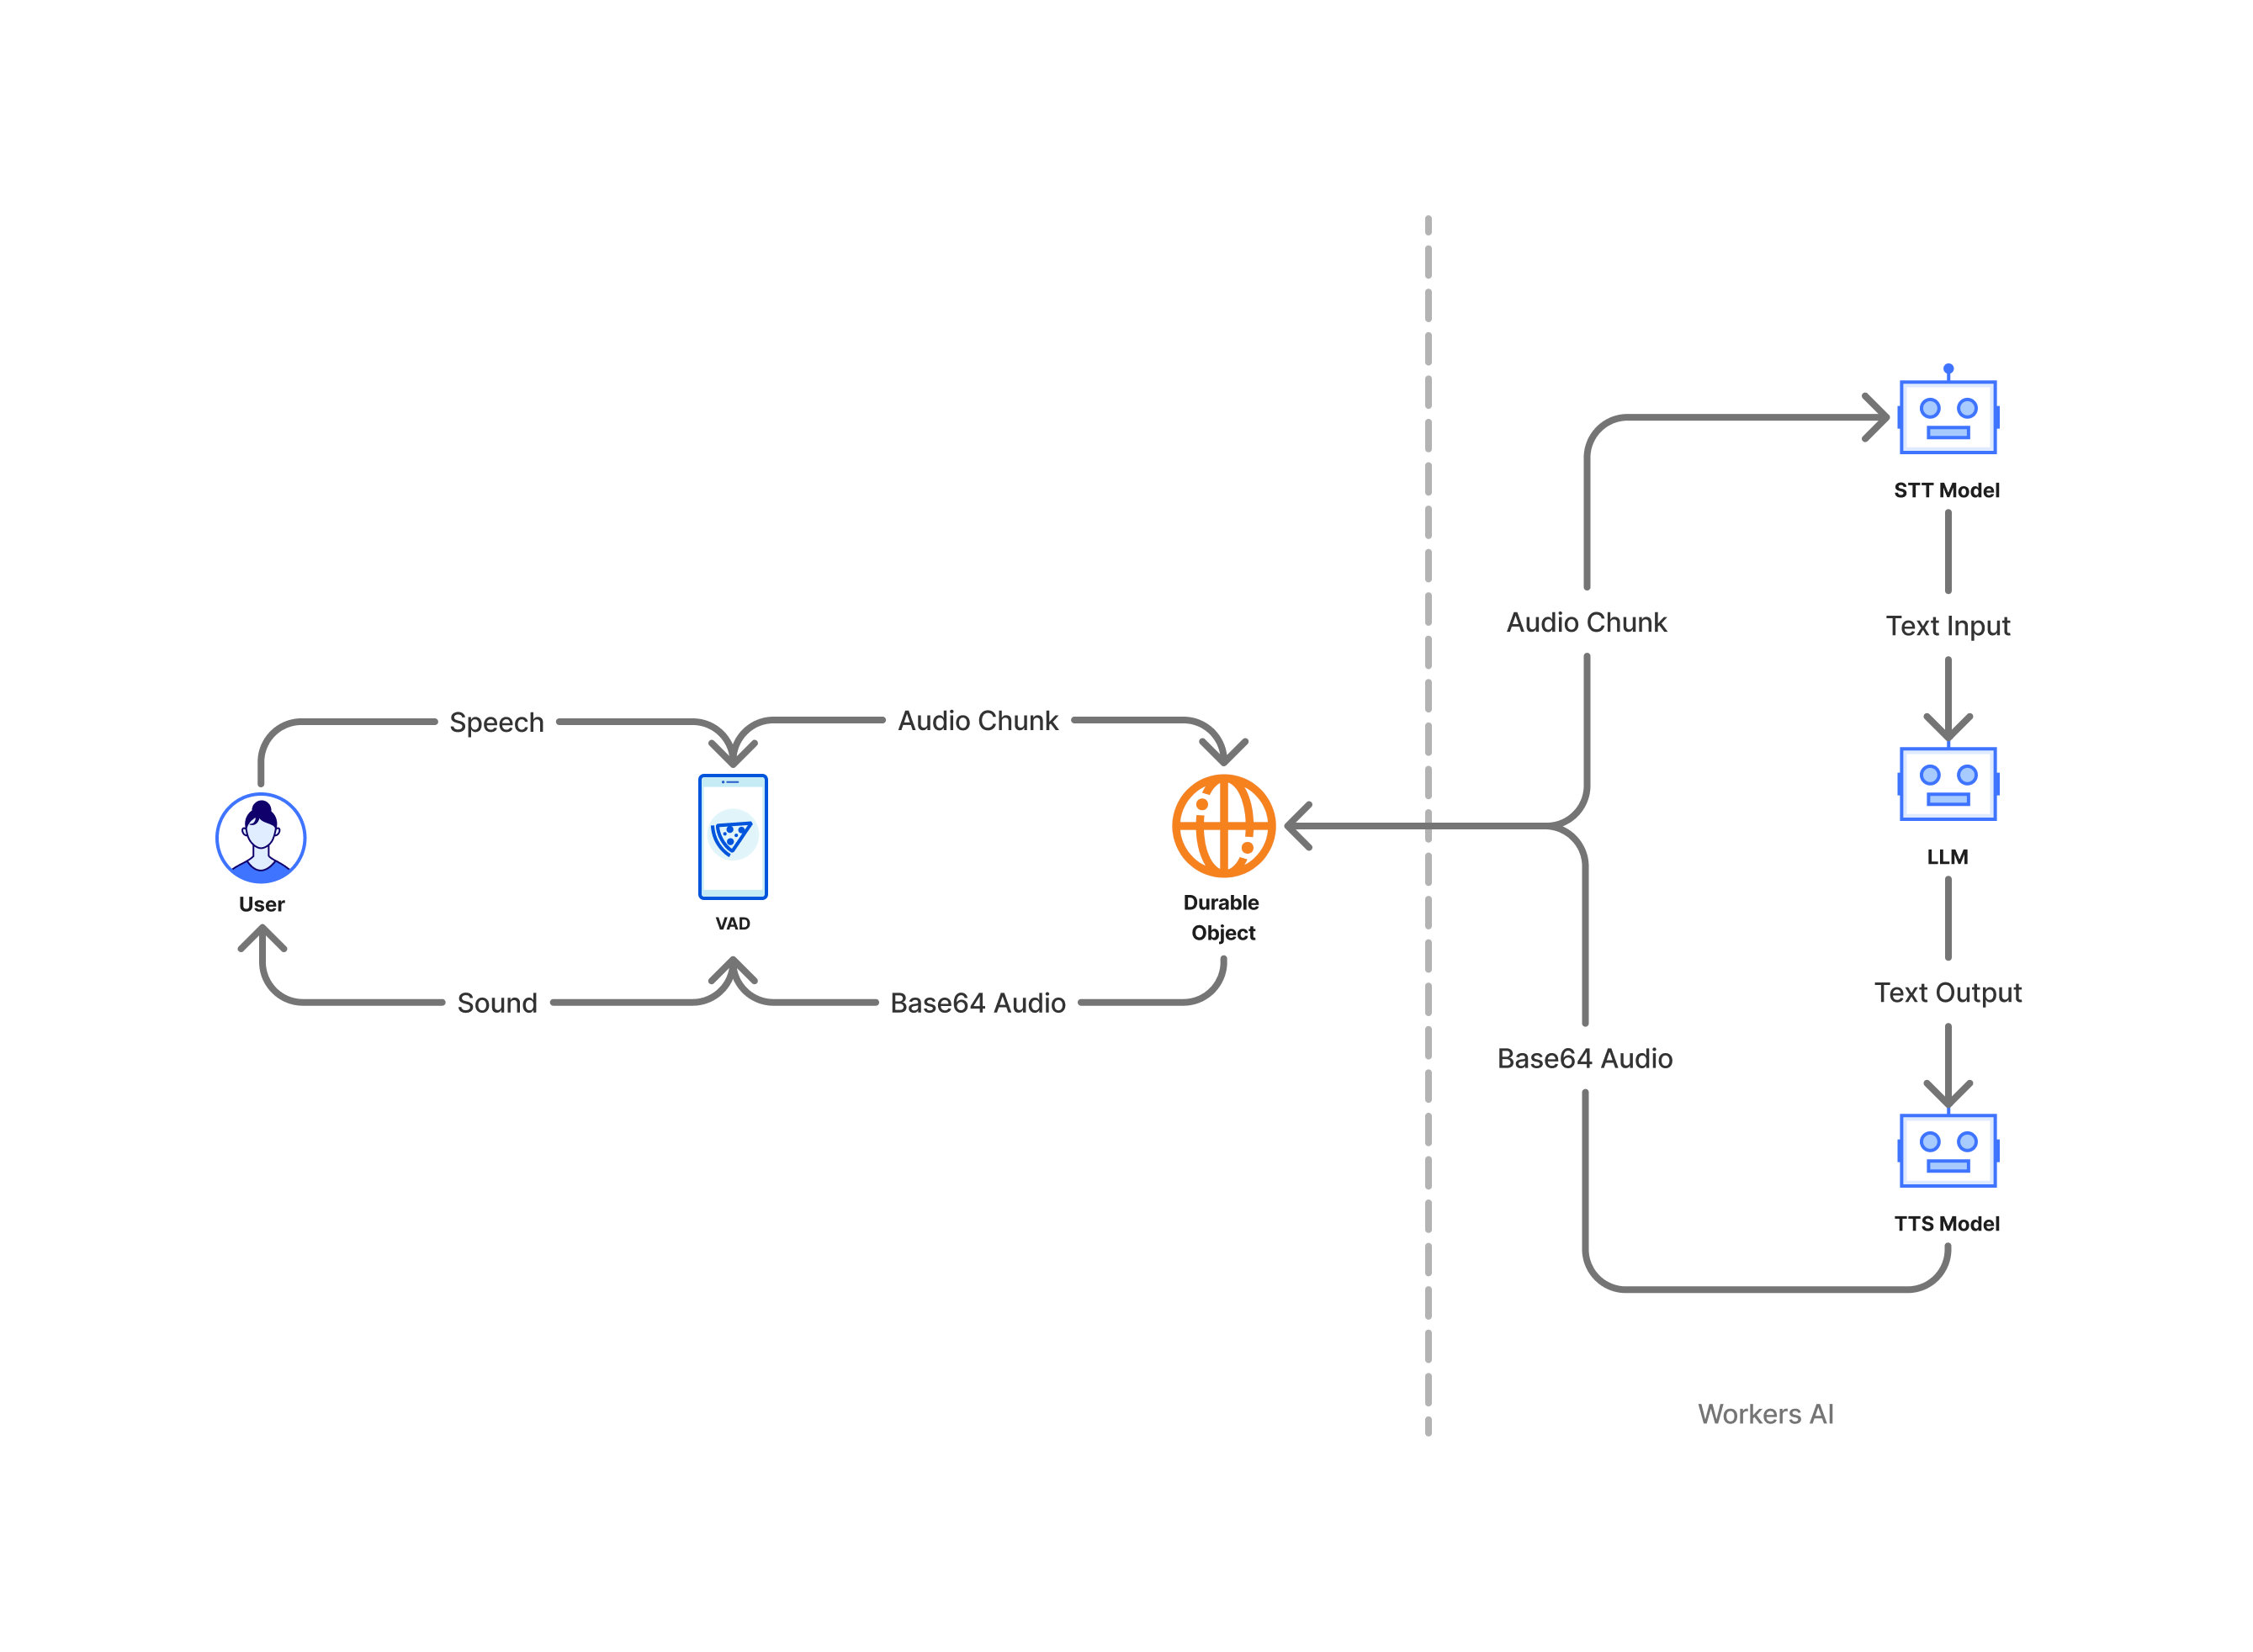 Speech
Audio Chunk
User
VAD
Durable
Object
Sound
Base64 Audio
Audio Chunk
Base64 Audio
STT Model
Text Input
LLM
Text Output
TTS Model
Workers AI